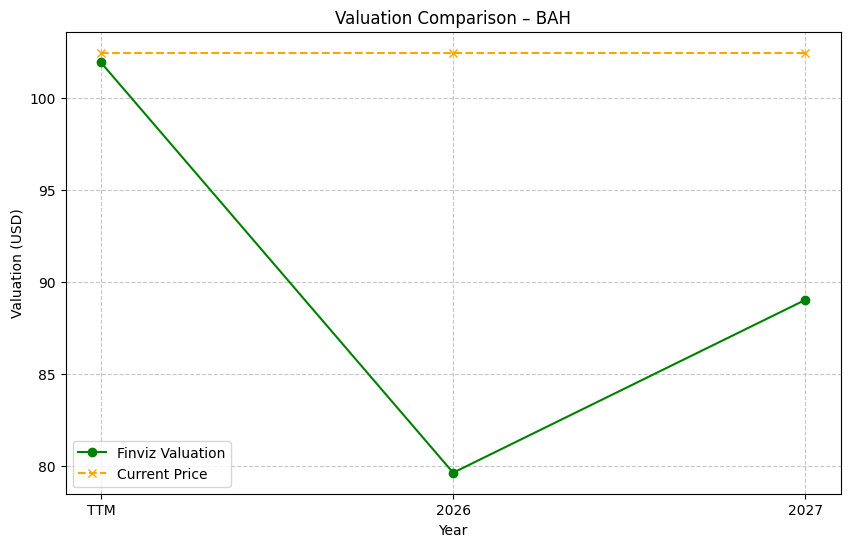 Valuation Comparison – BAH
Valuation (USD)
100
95
90
85
80
Finviz Valuation
Current Price
TTM
2026
2027
Year